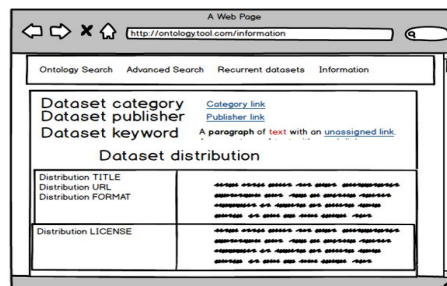 A Web Page
http://ontology.tool.com/information
Ontology Search Advanced Search Recurrent datasets Information
Dataset category Category link
Dataset publisher Publisher link
Dataset keyword A paragraph of text with an unassigned link.
Dataset distribution
Distribution TITLE
Distribution URL
Distribution FORMAT
Distribution LICENSE